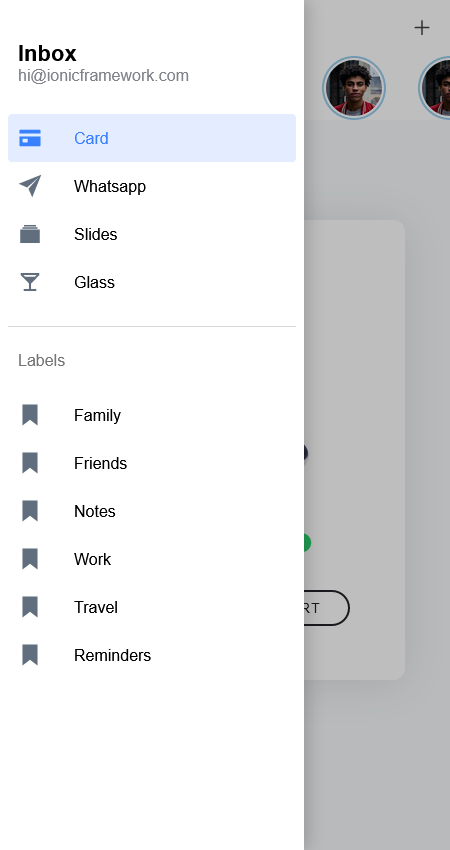 Inbox
hi@ionicframework.com
Card
Whatsapp
Slides
Glass
Labels
Family
Friends
Notes
Work
Travel
Reminders